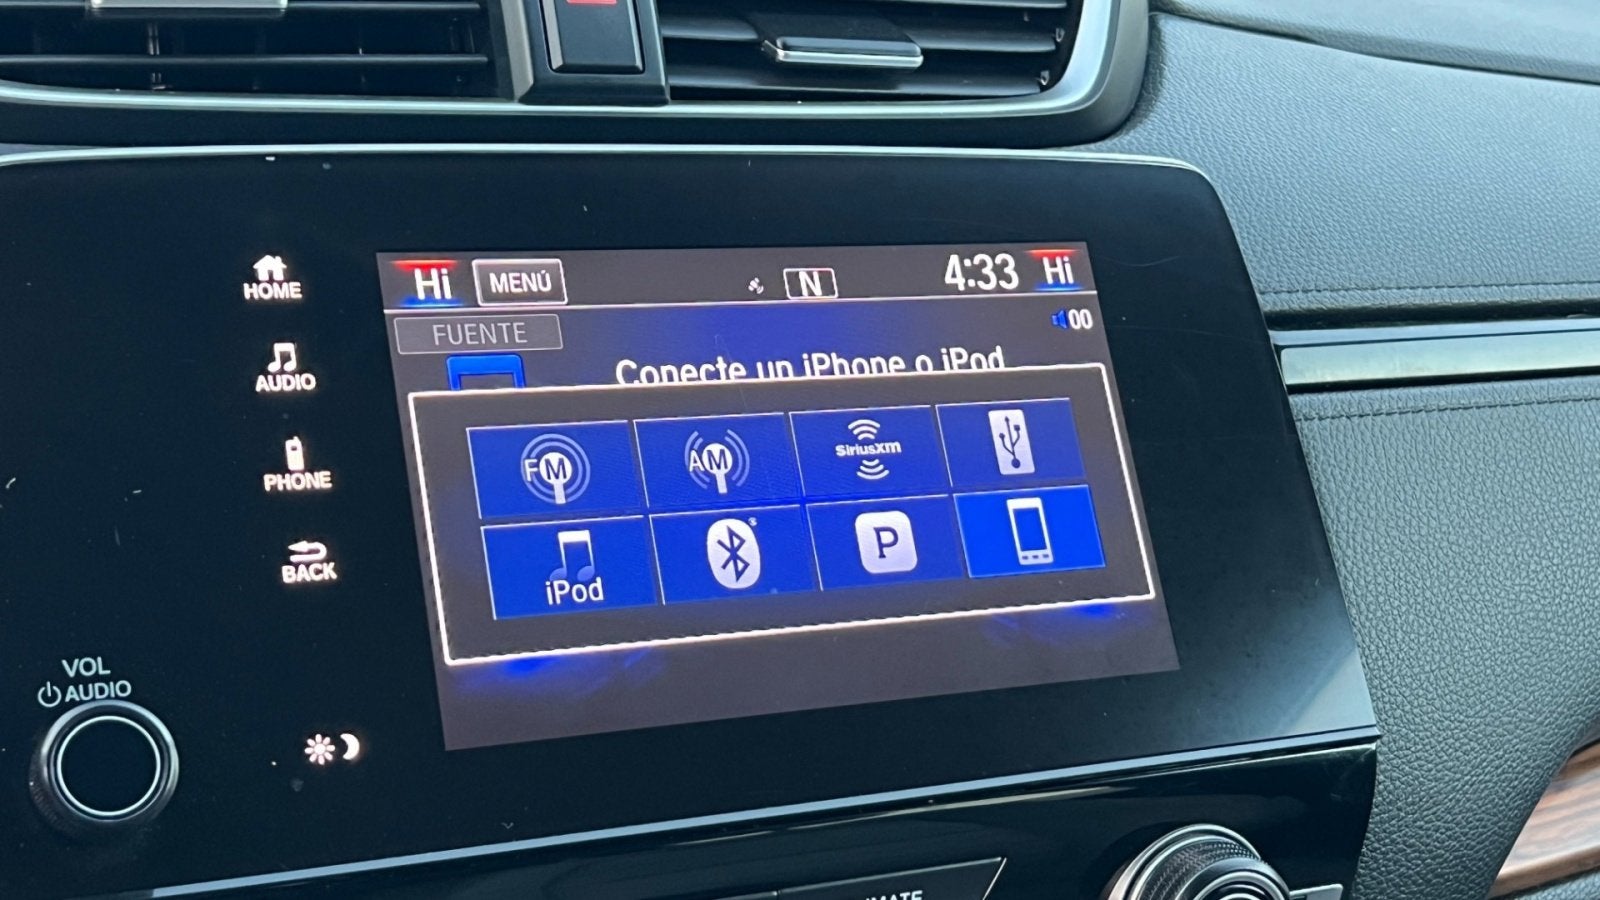 Hi MENÚ N 4:33 Hi
FUENTE 00
Conecte un iPhone o iPod
FM AM SiriusXM
iPod P
HOME
AUDIO
PHONE
BACK
VOL
AUDIO